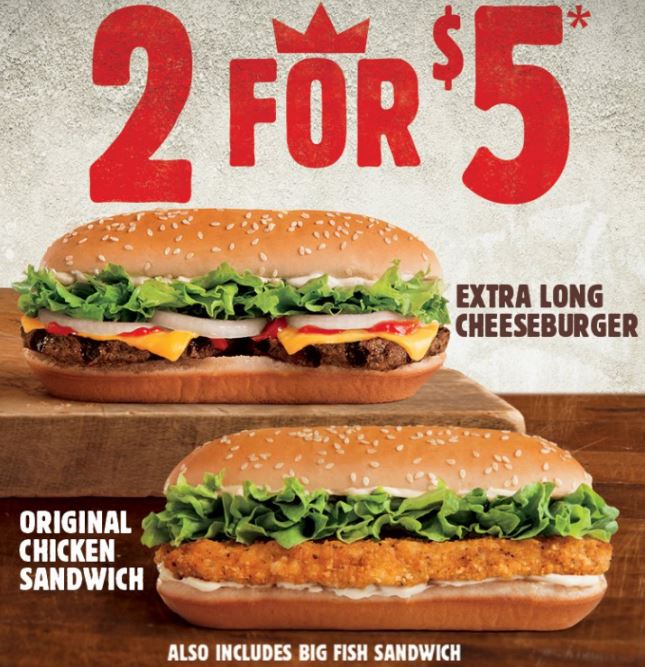 2 FOR $5*
EXTRA LONG
CHEESEBURGER
ORIGINAL
CHICKEN
SANDWICH
ALSO INCLUDES BIG FISH SANDWICH